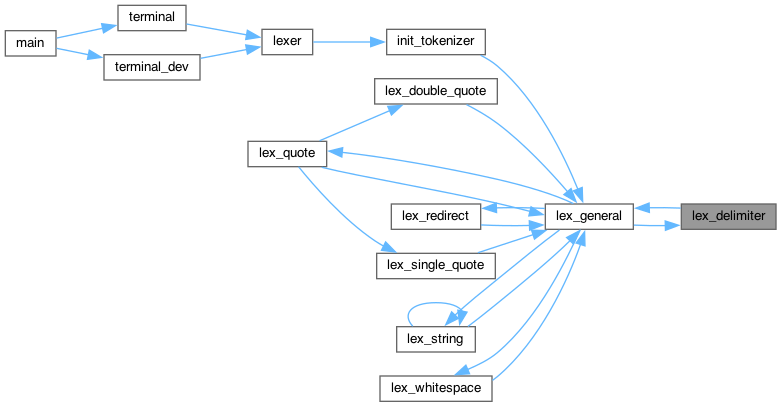 main
terminal
terminal_dev
lexer
init_tokenizer
lex_double_quote
lex_quote
lex_redirect
lex_general
lex_delimiter
lex_single_quote
lex_string
lex_whitespace